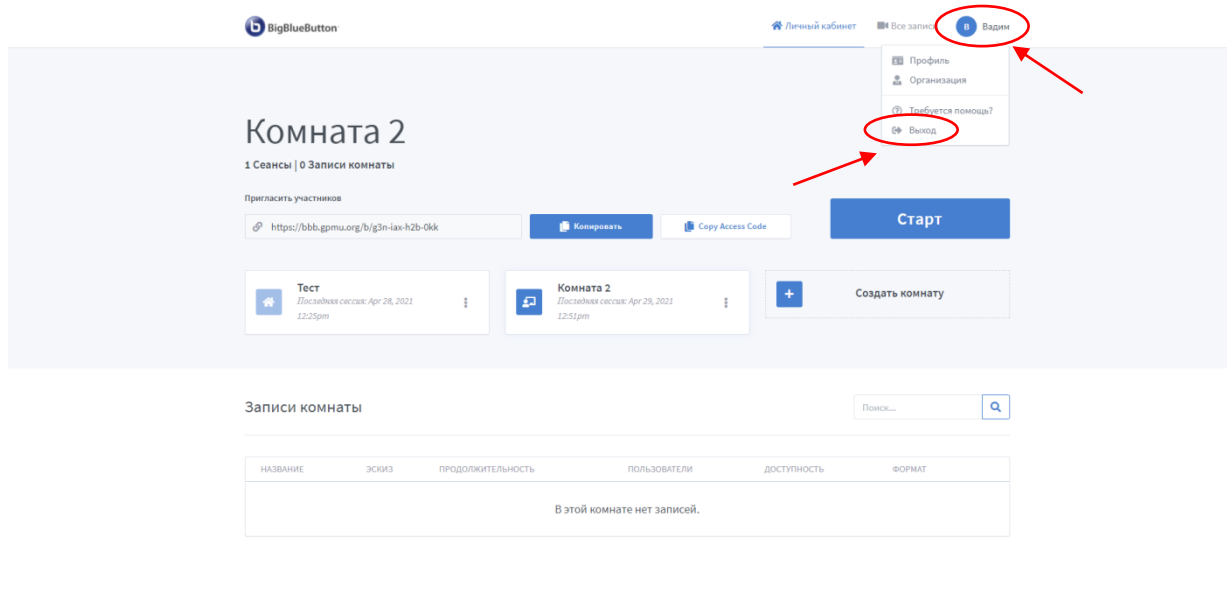 b BigBlueButton
Личный кабинет
Все запис
В Вадим
Профиль
Организация
Требуется помощь?
Выход
Комната 2
1 Сеансы | 0 Записи комнаты
Пригласить участников
https://bbb.gpmu.org/b/g3n-iax-h2b-0kk
Копировать
Copy Access Code
Старт
Тест
Последняя сессия: Apr 28, 2021
12:25pm
Комната 2
Последняя сессия: Apr 29, 2021
12:51pm
+ Создать комнату
Записи комнаты
Поиск...
НАЗВАНИЕ ЭСКИЗ ПРОДОЛЖИТЕЛЬНОСТЬ ПОЛЬЗОВАТЕЛИ ДОСТУПНОСТЬ ФОРМАТ
В этой комнате нет записей.